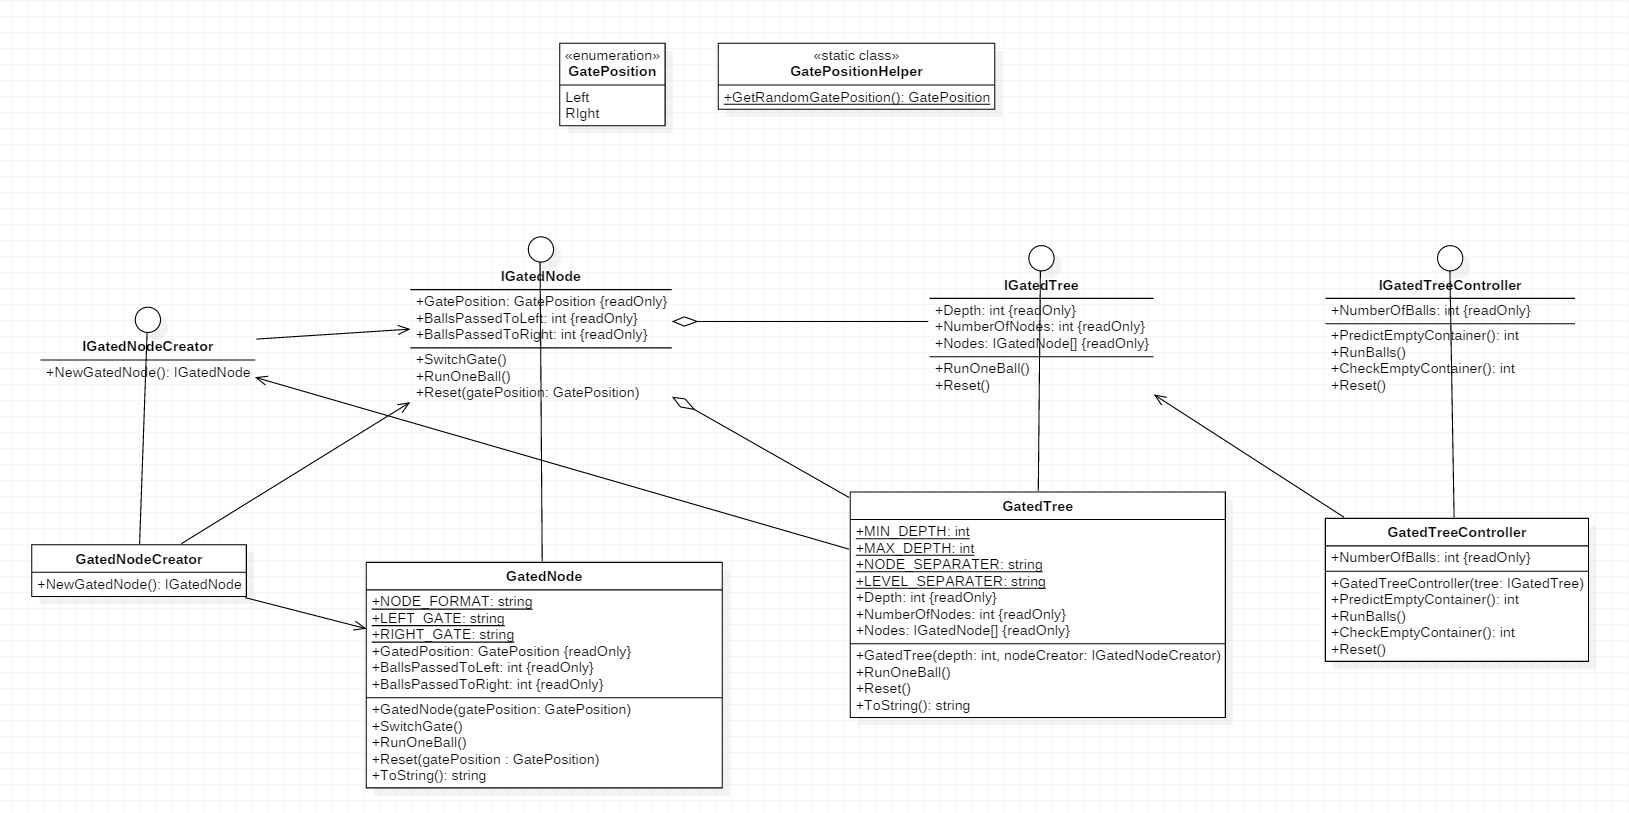 «enumeration»
GatePosition
Left
RIght
«static class»
GatePositionHelper
+GetRandomGatePosition(): GatePosition
IGatedNodeCreator
+NewGatedNode(): IGatedNode
IGatedNode
+GatePosition: GatePosition {readOnly}
+BallsPassedToLeft: int {readOnly}
+BallsPassedToRight: int {readOnly}
+SwitchGate()
+RunOneBall()
+Reset(gatePosition: GatePosition)
IGatedTree
+Depth: int {readOnly}
+NumberOfNodes: int {readOnly}
+Nodes: IGatedNode[] {readOnly}
+RunOneBall()
+Reset()
IGatedTreeController
+NumberOfBalls: int {readOnly}
+PredictEmptyContainer(): int
+RunBalls()
+CheckEmptyContainer(): int
+Reset()
GatedNodeCreator
+NewGatedNode(): IGatedNode
GatedNode
+NODE_FORMAT: string
+LEFT_GATE: string
+RIGHT_GATE: string
+GatedPosition: GatePosition {readOnly}
+BallsPassedToLeft: int {readOnly}
+BallsPassedToRight: int {readOnly}
+GatedNode(gatePosition: GatePosition)
+SwitchGate()
+RunOneBall()
+Reset(gatePosition : GatePosition)
+ToString(): string
GatedTree
+MIN_DEPTH: int
+MAX_DEPTH: int
+NODE_SEPARATER: string
+LEVEL_SEPARATER: string
+Depth: int {readOnly}
+NumberOfNodes: int {readOnly}
+Nodes: IGatedNode[] {readOnly}
+GatedTree(depth: int, nodeCreator: IGatedNodeCreator)
+RunOneBall()
+Reset()
+ToString(): string
GatedTreeController
+NumberOfBalls: int {readOnly}
+GatedTreeController(tree: IGatedTree)
+PredictEmptyContainer(): int
+RunBalls()
+CheckEmptyContainer(): int
+Reset()